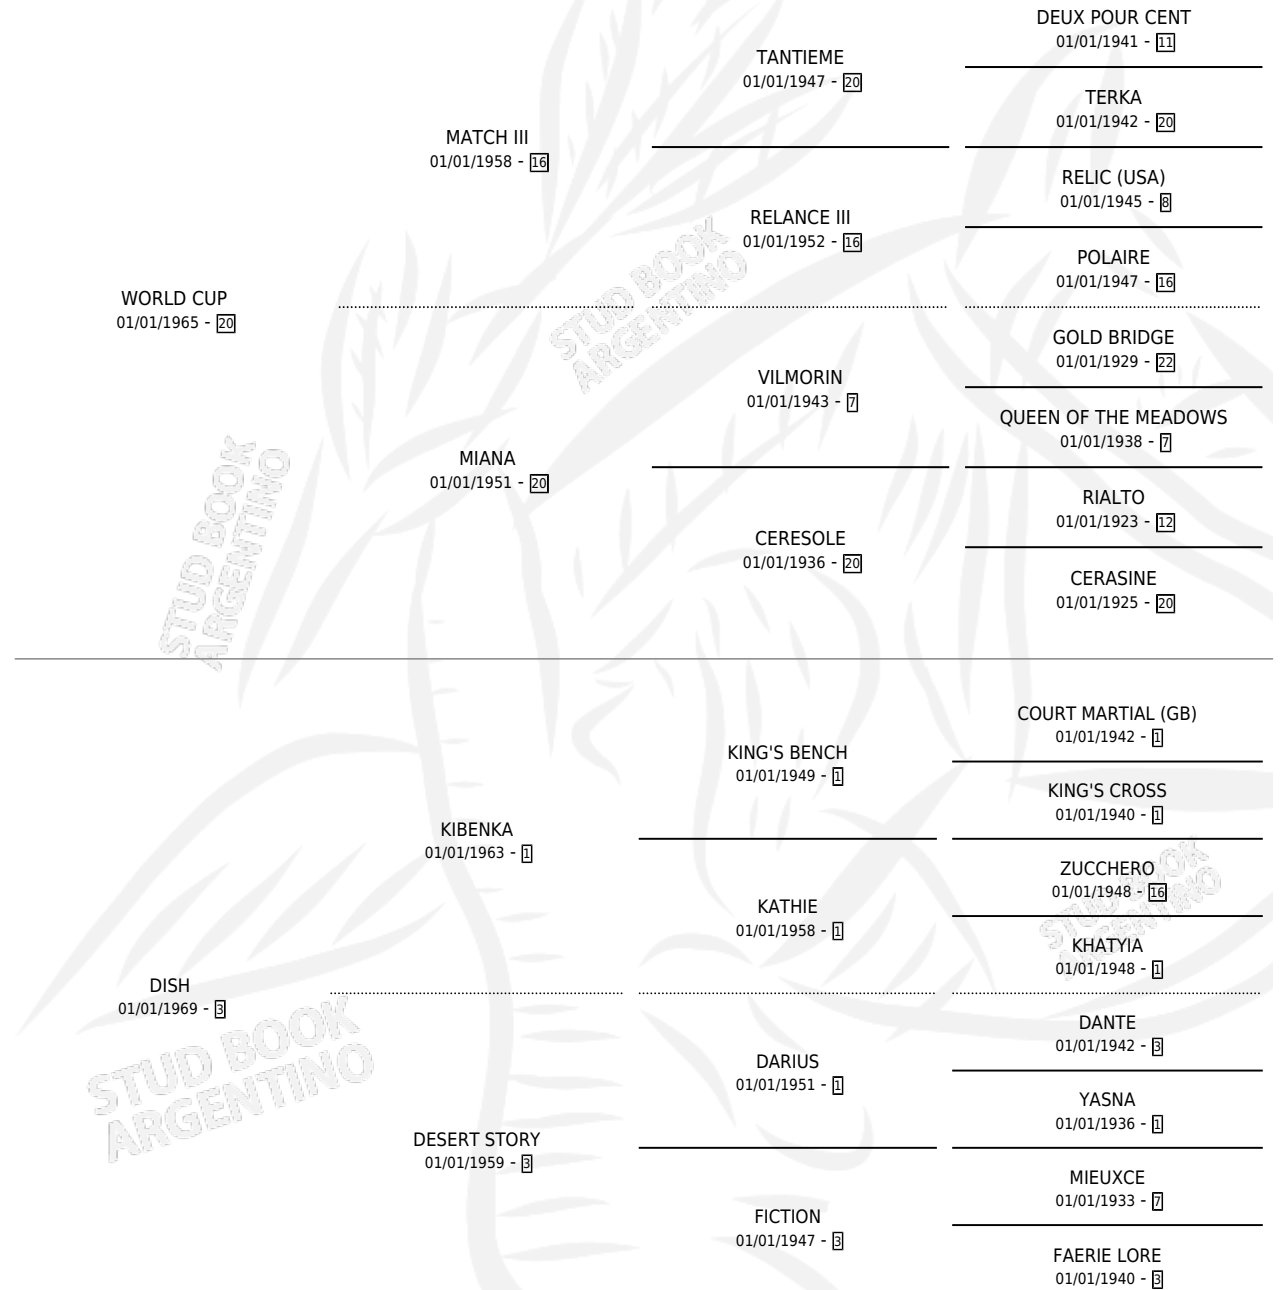 DEUX POUR CENT
01/01/1941 - 11
TANTIEME
01/01/1947 - 20
TERKA
01/01/1942 - 20
MATCH III
01/01/1958 - 16
RELIC (USA)
01/01/1945 - 8
RELANCE III
01/01/1952 - 16
POLAIRE
01/01/1947 - 16
WORLD CUP
01/01/1965 - 20
GOLD BRIDGE
01/01/1929 - 22
VILMORIN
01/01/1943 - 7
QUEEN OF THE MEADOWS
01/01/1938 - 7
MIANA
01/01/1951 - 20
RIALTO
01/01/1923 - 12
CERESOLE
01/01/1936 - 20
CERASINE
01/01/1925 - 20
STUD BOOK
ARGENTINO
STUD BOOK
ARGENTINO
COURT MARTIAL (GB)
01/01/1942 - 1
KING'S BENCH
01/01/1949 - 1
KING'S CROSS
01/01/1940 - 1
KIBENKA
01/01/1963 - 1
ZUCCHERO
01/01/1948 - 16
KATHIE
01/01/1958 - 1
KHATYIA
01/01/1948 - 1
DISH
01/01/1969 - 3
DANTE
01/01/1942 - 3
DARIUS
01/01/1951 - 1
YASNA
01/01/1936 - 1
DESERT STORY
01/01/1959 - 3
MIEUXCE
01/01/1933 - 7
FICTION
01/01/1947 - 3
FAERIE LORE
01/01/1940 - 3
STUD BOOK
ARGENTINO
STUD BOOK
ARGENTINO